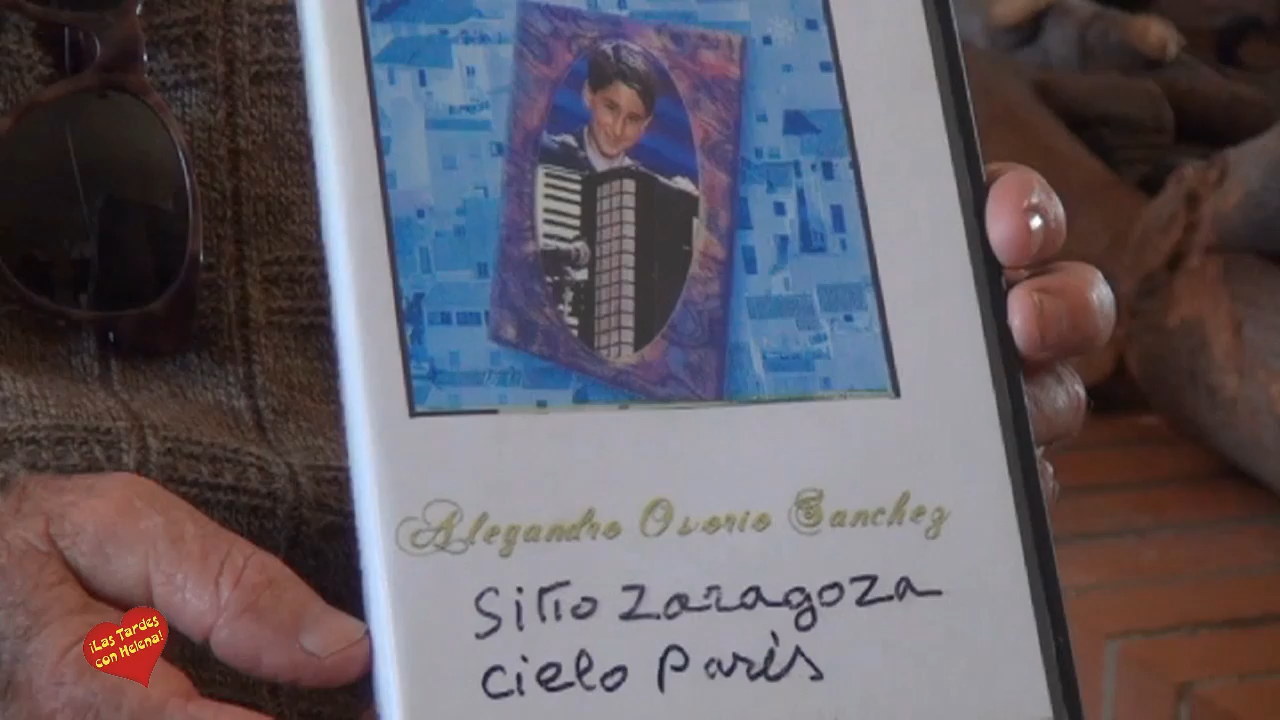 Alegandro Osorio Sanchez
Sitio Zaragoza
cielo París
¡Las Tardes
con Helena!